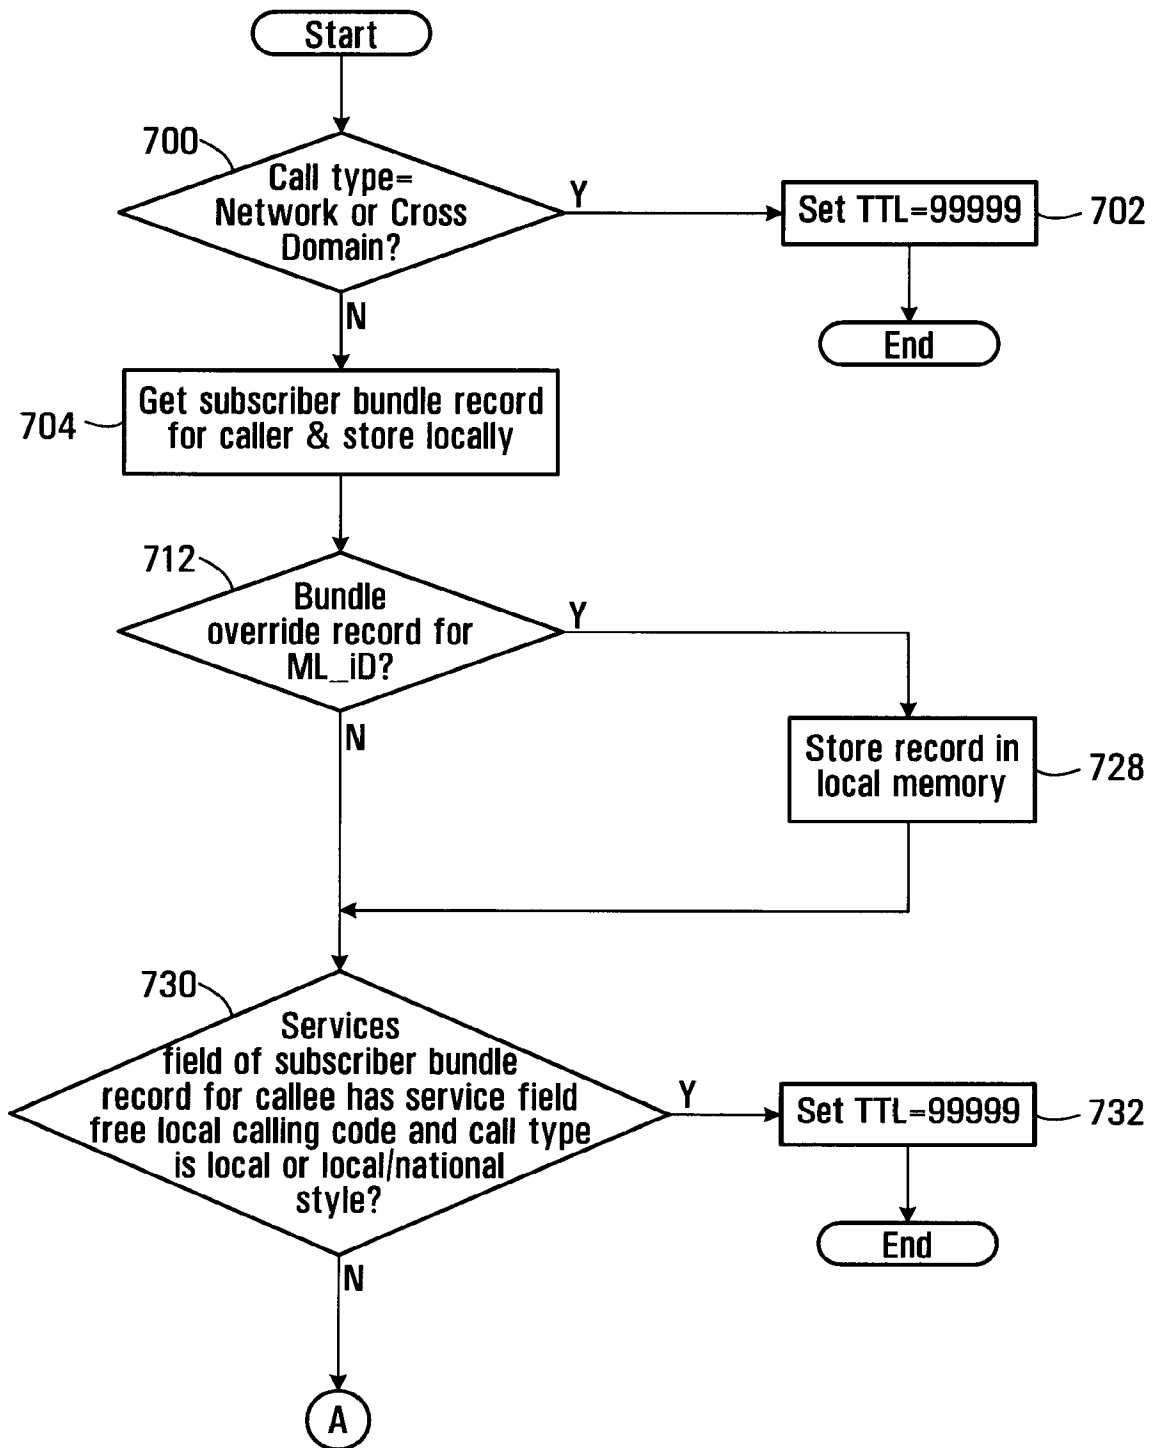 Start
700
Call type=
Network or Cross
Domain?
Y
Set TTL=99999
702
End
N
704
Get subscriber bundle record
for caller & store locally
712
Bundle
override record for
ML_iD?
Y
N
Store record in
local memory
728
730
Services
field of subscriber bundle
record for callee has service field
free local calling code and call type
is local or local/national
style?
Y
Set TTL=99999
732
End
N
A